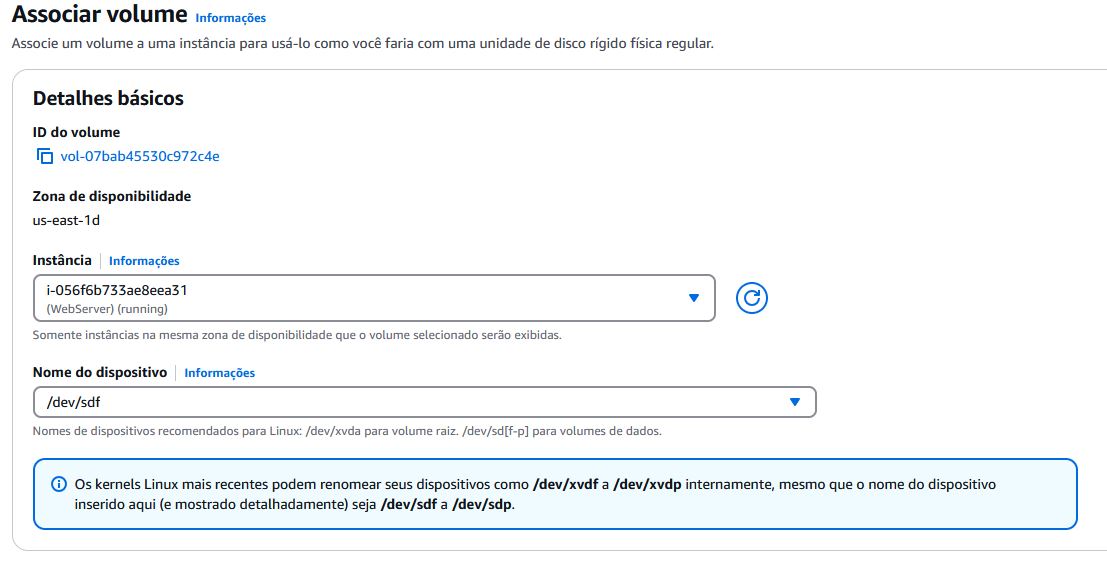 Associar volume Informações
Associe um volume a uma instância para usá-lo como você faria com uma unidade de disco rígido física regular.
Detalhes básicos
ID do volume
vol-07bab45530c972c4e
Zona de disponibilidade
us-east-1d
Instância Informações
i-056f6b733ae8eea31
(WebServer) (running)
Somente instâncias na mesma zona de disponibilidade que o volume selecionado serão exibidas.
Nome do dispositivo Informações
/dev/sdf
Nomes de dispositivos recomendados para Linux: /dev/xvda para volume raiz. /dev/sd[f-p] para volumes de dados.
Os kernels Linux mais recentes podem renomear seus dispositivos como /dev/xvdf a /dev/xvdp internamente, mesmo que o nome do dispositivo
inserido aqui (e mostrado detalhadamente) seja /dev/sdf a /dev/sdp.